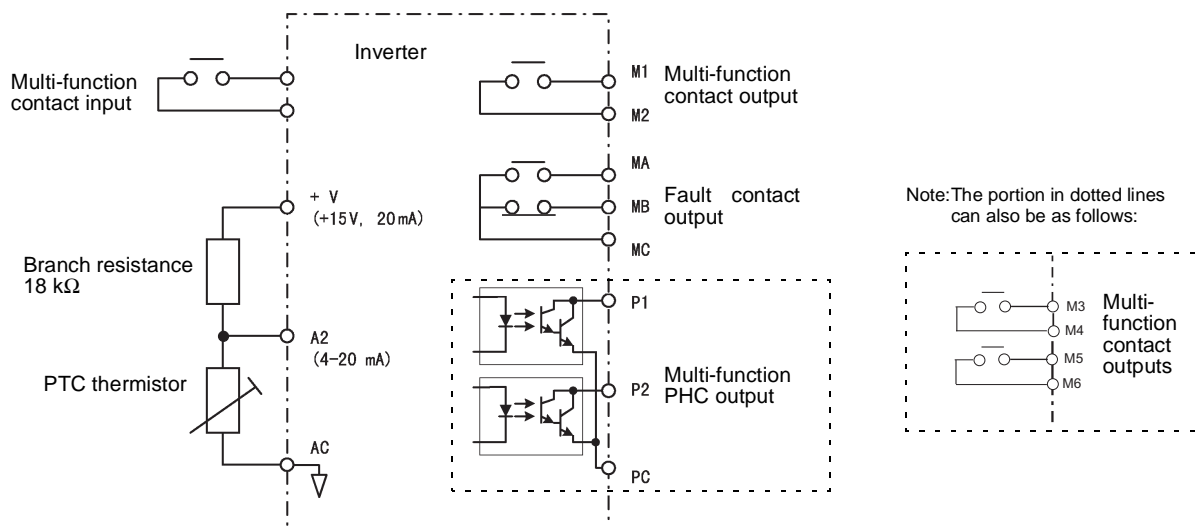 Inverter
Multi-function
contact input
M1
Multi-function
contact output
M2
MA
+ V
(+15V, 20mA)
MB
Fault contact
output
MC
Branch resistance
18 kΩ
P1
A2
(4-20 mA)
PTC thermistor
P2
Multi-function
PHC output
AC
PC
Note:The portion in dotted lines
can also be as follows:
M3
M4
M5
M6
Multi-
function
contact
outputs